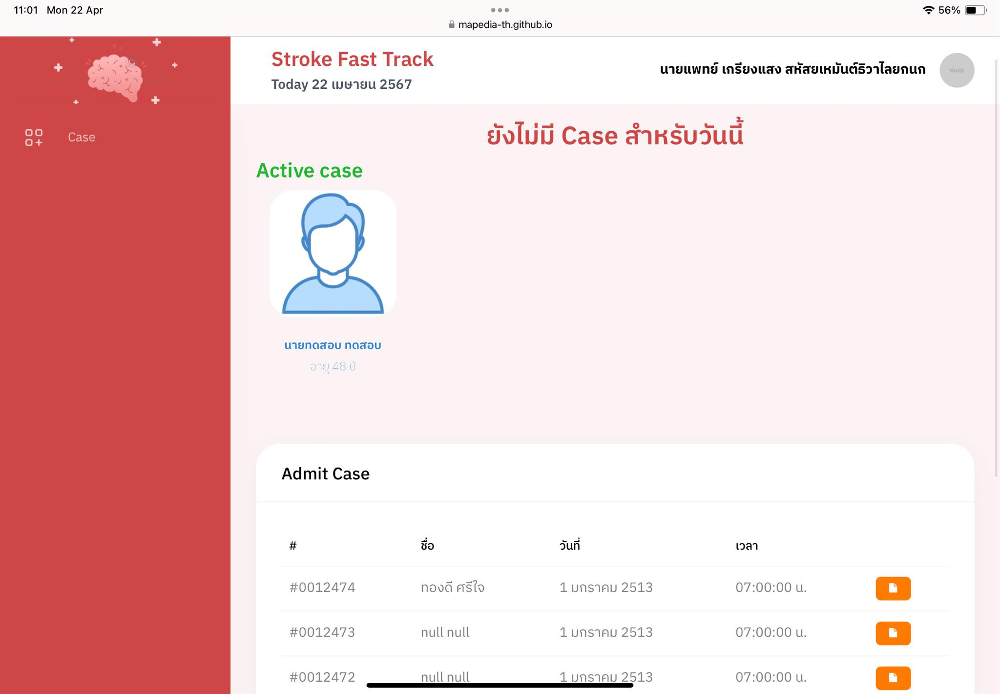 11:01 Mon 22 Apr
56%
mapedia-th.github.io
Stroke Fast Track
Today 22 เมษายน 2567
นายแพทย์ เกรียงแสง สหัสยเหมันต์ธิวาไลยกนก
100x100
Case
ยังไม่มี Case สำหรับวันนี้
Active case
นายทดสอบ ทดสอบ
อายุ 48 ปี
Admit Case
# ชื่อ วันที่ เวลา
#0012474 ทองดี ศรีใจ 1 มกราคม 2513 07:00:00 น.
#0012473 null null 1 มกราคม 2513 07:00:00 น.
#0012472 null null 1 มกราคม 2513 07:00:00 น.